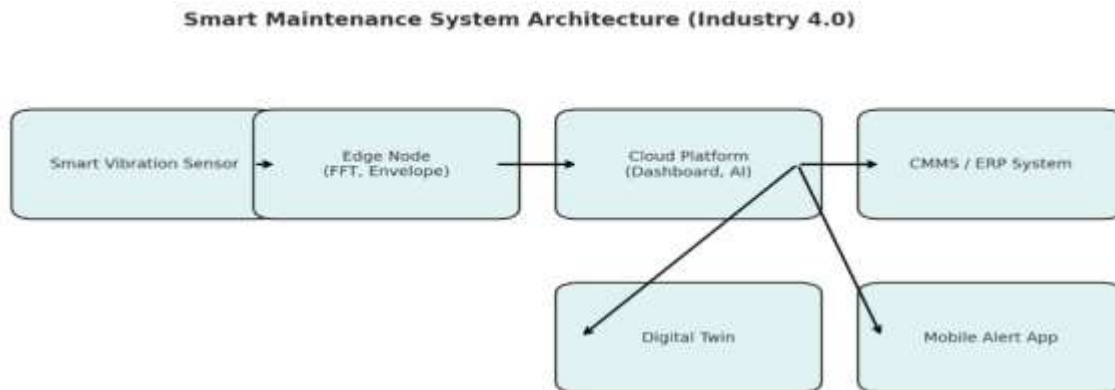 Smart Maintenance System Architecture (Industry 4.0)
Smart Vibration Sensor
Edge Node
(FFT, Envelope)
Cloud Platform
(Dashboard, AI)
CMMS / ERP System
Digital Twin
Mobile Alert App